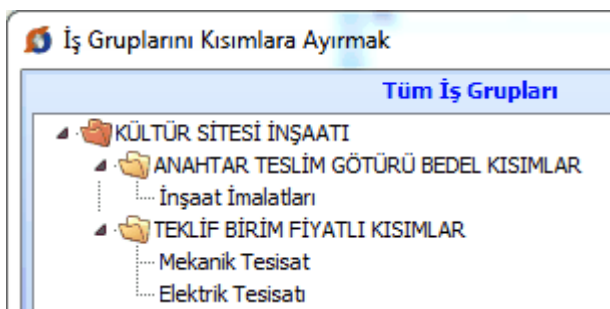 İş Gruplarını Kısımlara Ayırmak
Tüm İş Grupları
KÜLTÜR SİTESİ İNŞAATI
ANAHTAR TESLİM GÖTÜRÜ BEDEL KISIMLAR
İnşaat İmalatları
TEKLİF BİRİM FİYATLI KISIMLAR
Mekanik Tesisat
Elektrik Tesisatı